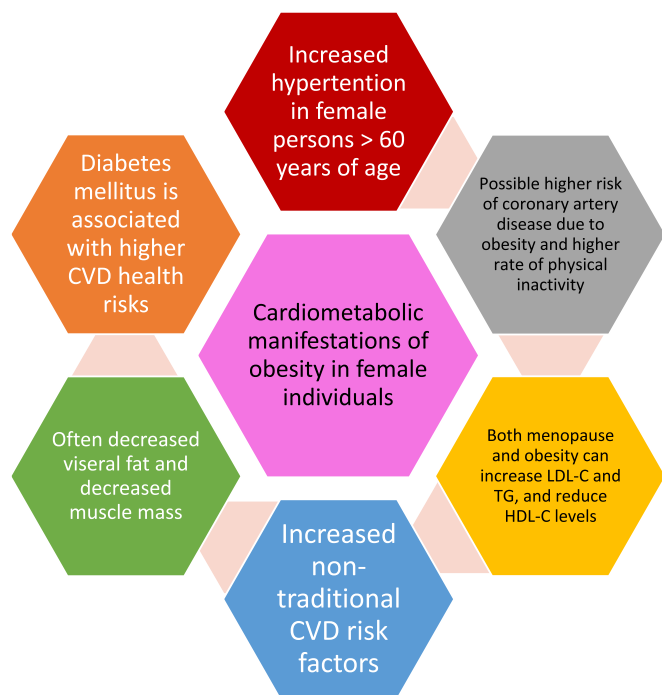 Increased
hypertention
in female
persons > 60
years of age
Diabetes
mellitus is
associated
with higher
CVD health
risks
Possible higher risk
of coronary artery
disease due to
obesity and higher
rate of physical
inactivity
Cardiometabolic
manifestations of
obesity in female
individuals
Often decreased
viseral fat and
decreased
muscle mass
Both menopause
and obesity can
increase LDL-C and
TG, and reduce
HDL-C levels
Increased
non-
traditional
CVD risk
factors